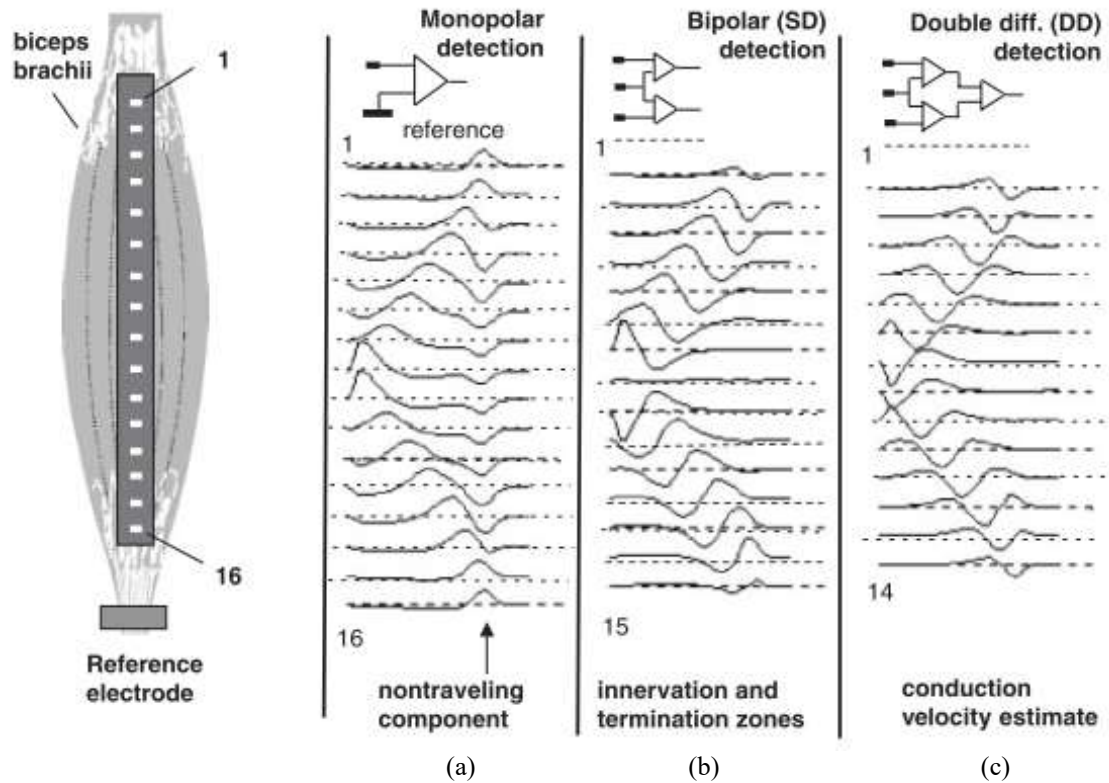 biceps
brachii
1
16
Reference
electrode
Monopolar
detection
reference
1
16
nontraveling
component
(a)
Bipolar (SD)
detection
1
15
innervation and
termination zones
(b)
Double diff. (DD)
detection
1
14
conduction
velocity estimate
(c)